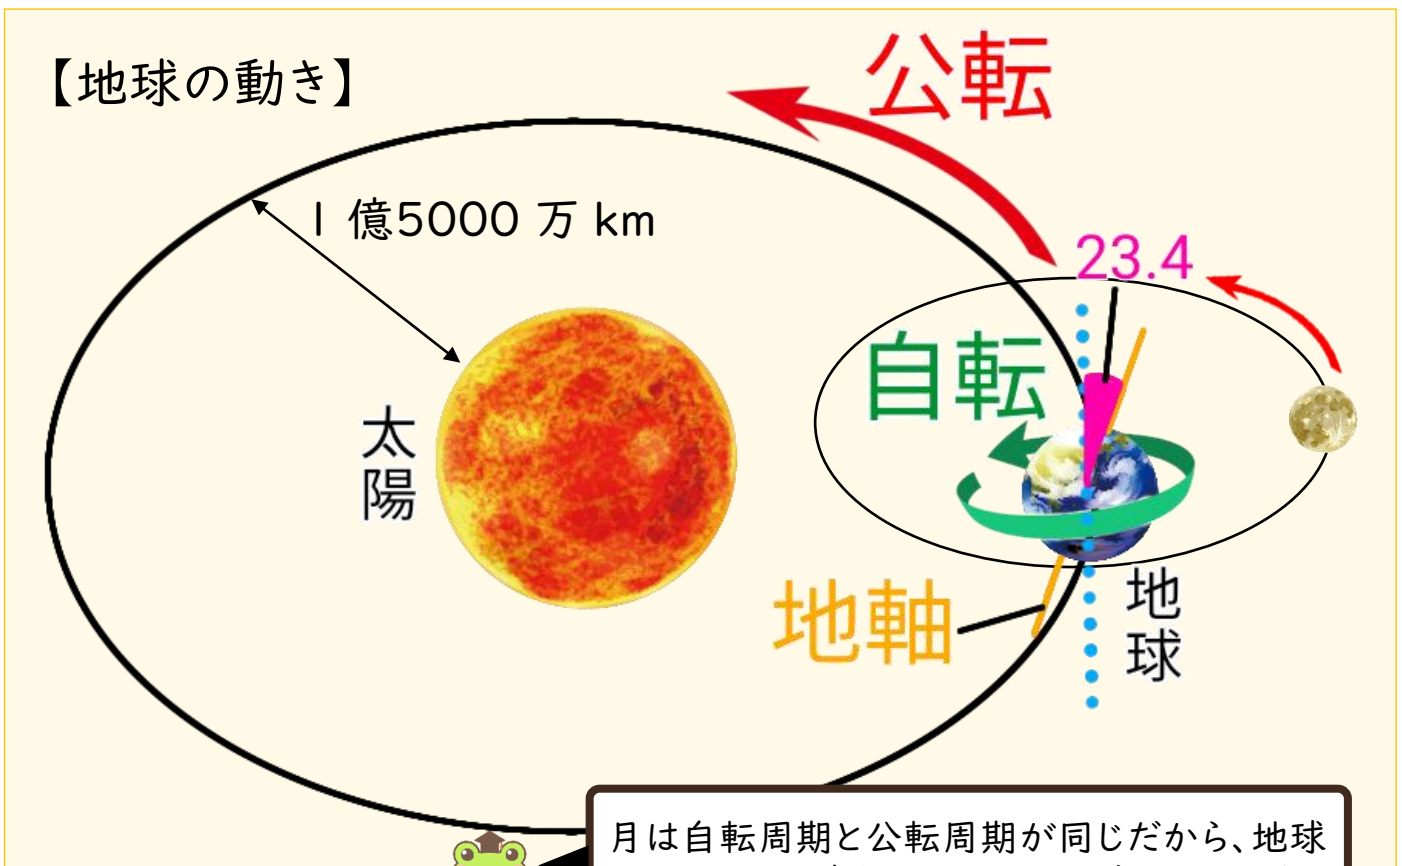 【地球の動き】
公転
1億5000万km
23.4
自転
太陽
地軸
地球
月は自転周期と公転周期が同じだから、地球